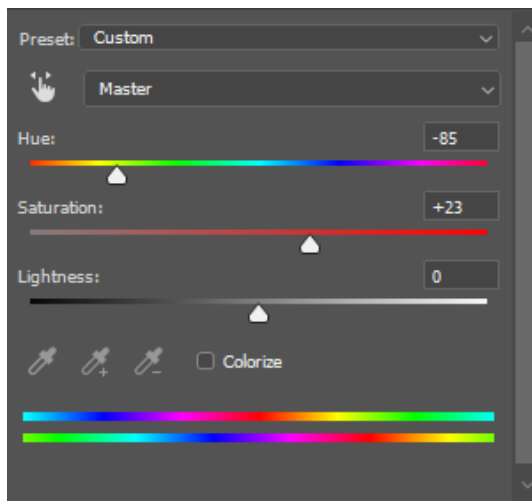 Preset: Custom
Master
Hue: -85
Saturation: +23
Lightness: 0
Colorize